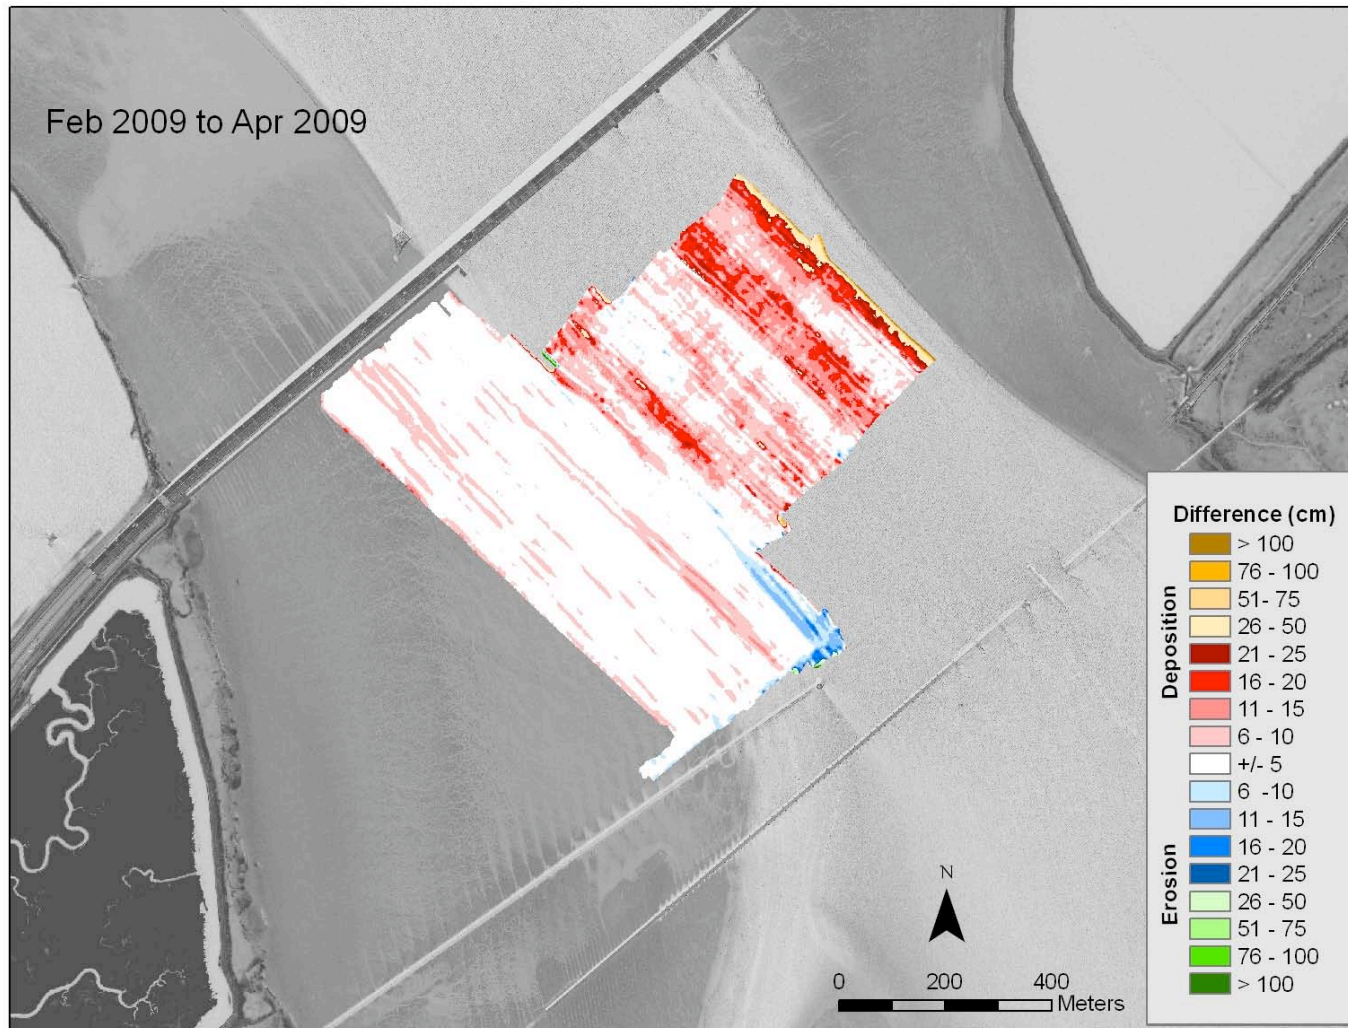 Feb 2009 to Apr 2009
Difference (cm)
Deposition
> 100
76 - 100
51- 75
26 - 50
21 - 25
16 - 20
11 - 15
6 - 10
+/- 5
Erosion
6 -10
11 - 15
16 - 20
21 - 25
26 - 50
51 - 75
76 - 100
> 100
N
0 200 400
Meters